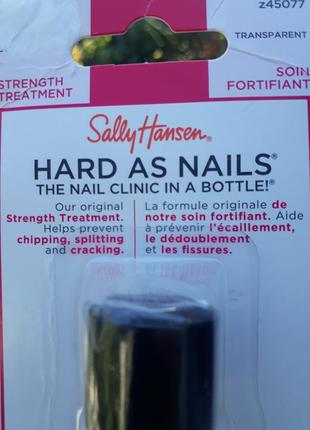 z45077
TRANSPARENT
STRENGTH
TREATMENT
SOIN
FORTIFIANT
Sally Hansen®
HARD AS NAILS®
THE NAIL CLINIC IN A BOTTLE!®
Our original
Strength Treatment.
Helps prevent
chipping, splitting
and cracking.
La formule originale de
notre soin fortifiant. Aide
à prévenir l'écaillement,
le dédoublement
et les fissures.